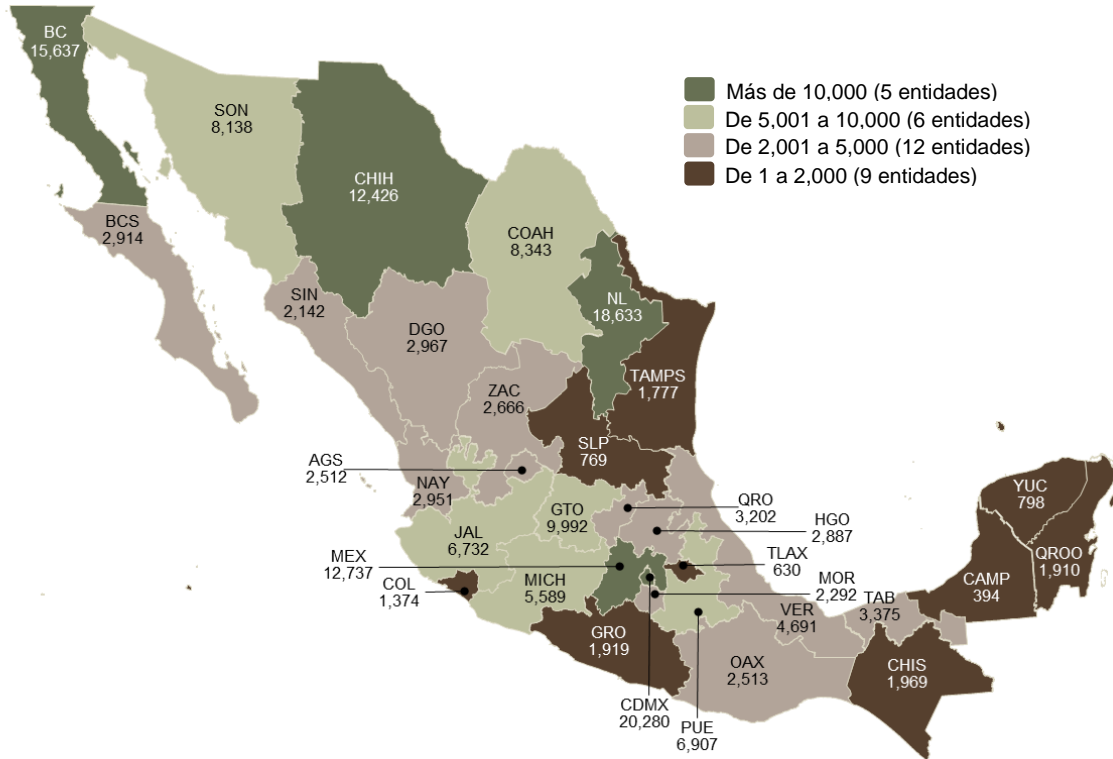 BC
15,637
SON
8,138
CHIH
12,426
Más de 10,000 (5 entidades)
De 5,001 a 10,000 (6 entidades)
De 2,001 a 5,000 (12 entidades)
De 1 a 2,000 (9 entidades)
BCS
2,914
COAH
8,343
SIN
2,142
NL
18,633
DGO
2,967
TAMPS
1,777
ZAC
2,666
SLP
769
AGS
2,512
NAY
2,951
QRO
3,202
YUC
798
GTO
9,992
HGO
2,887
JAL
6,732
MEX
12,737
TLAX
630
QROO
1,910
COL
1,374
MICH
5,589
MOR
2,292
TAB
3,375
CAMP
394
VER
4,691
GRO
1,919
OAX
2,513
CHIS
1,969
CDMX
20,280
PUE
6,907